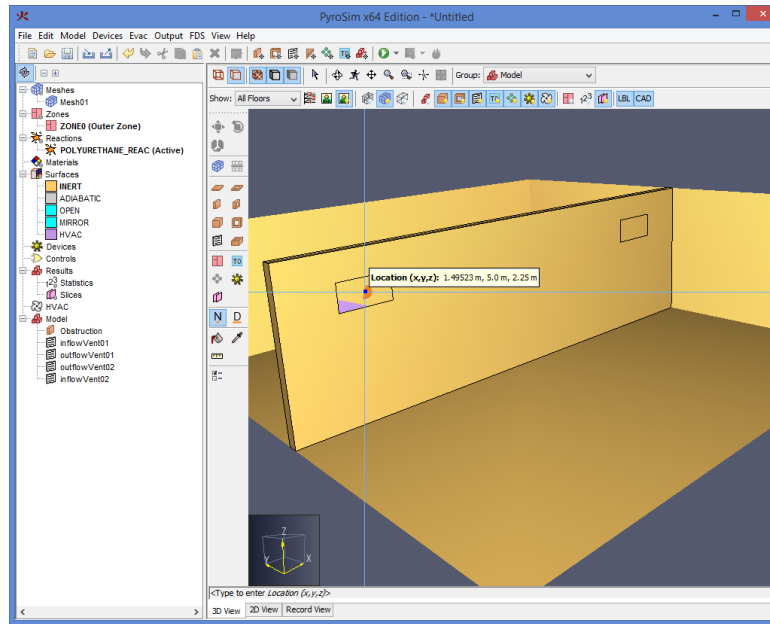 PyroSim x64 Edition - *Untitled
File Edit Model Devices Evac Output FDS View Help
Group: Model
Show: All Floors
LBL CAD
Meshes
Mesh01
Zones
ZONE0 (Outer Zone)
Reactions
POLYURETHANE_REAC (Active)
Materials
Surfaces
INERT
ADIABATIC
OPEN
MIRROR
HVAC
Devices
Controls
Results
Statistics
Slices
HVAC
Model
Obstruction
inflowVent01
outflowVent01
outflowVent02
inflowVent02
N D
Location (x,y,z): 1.49523 m, 5.0 m, 2.25 m
Z
Y X
<Type to enter Location (x,y,z)>
3D View 2D View Record View